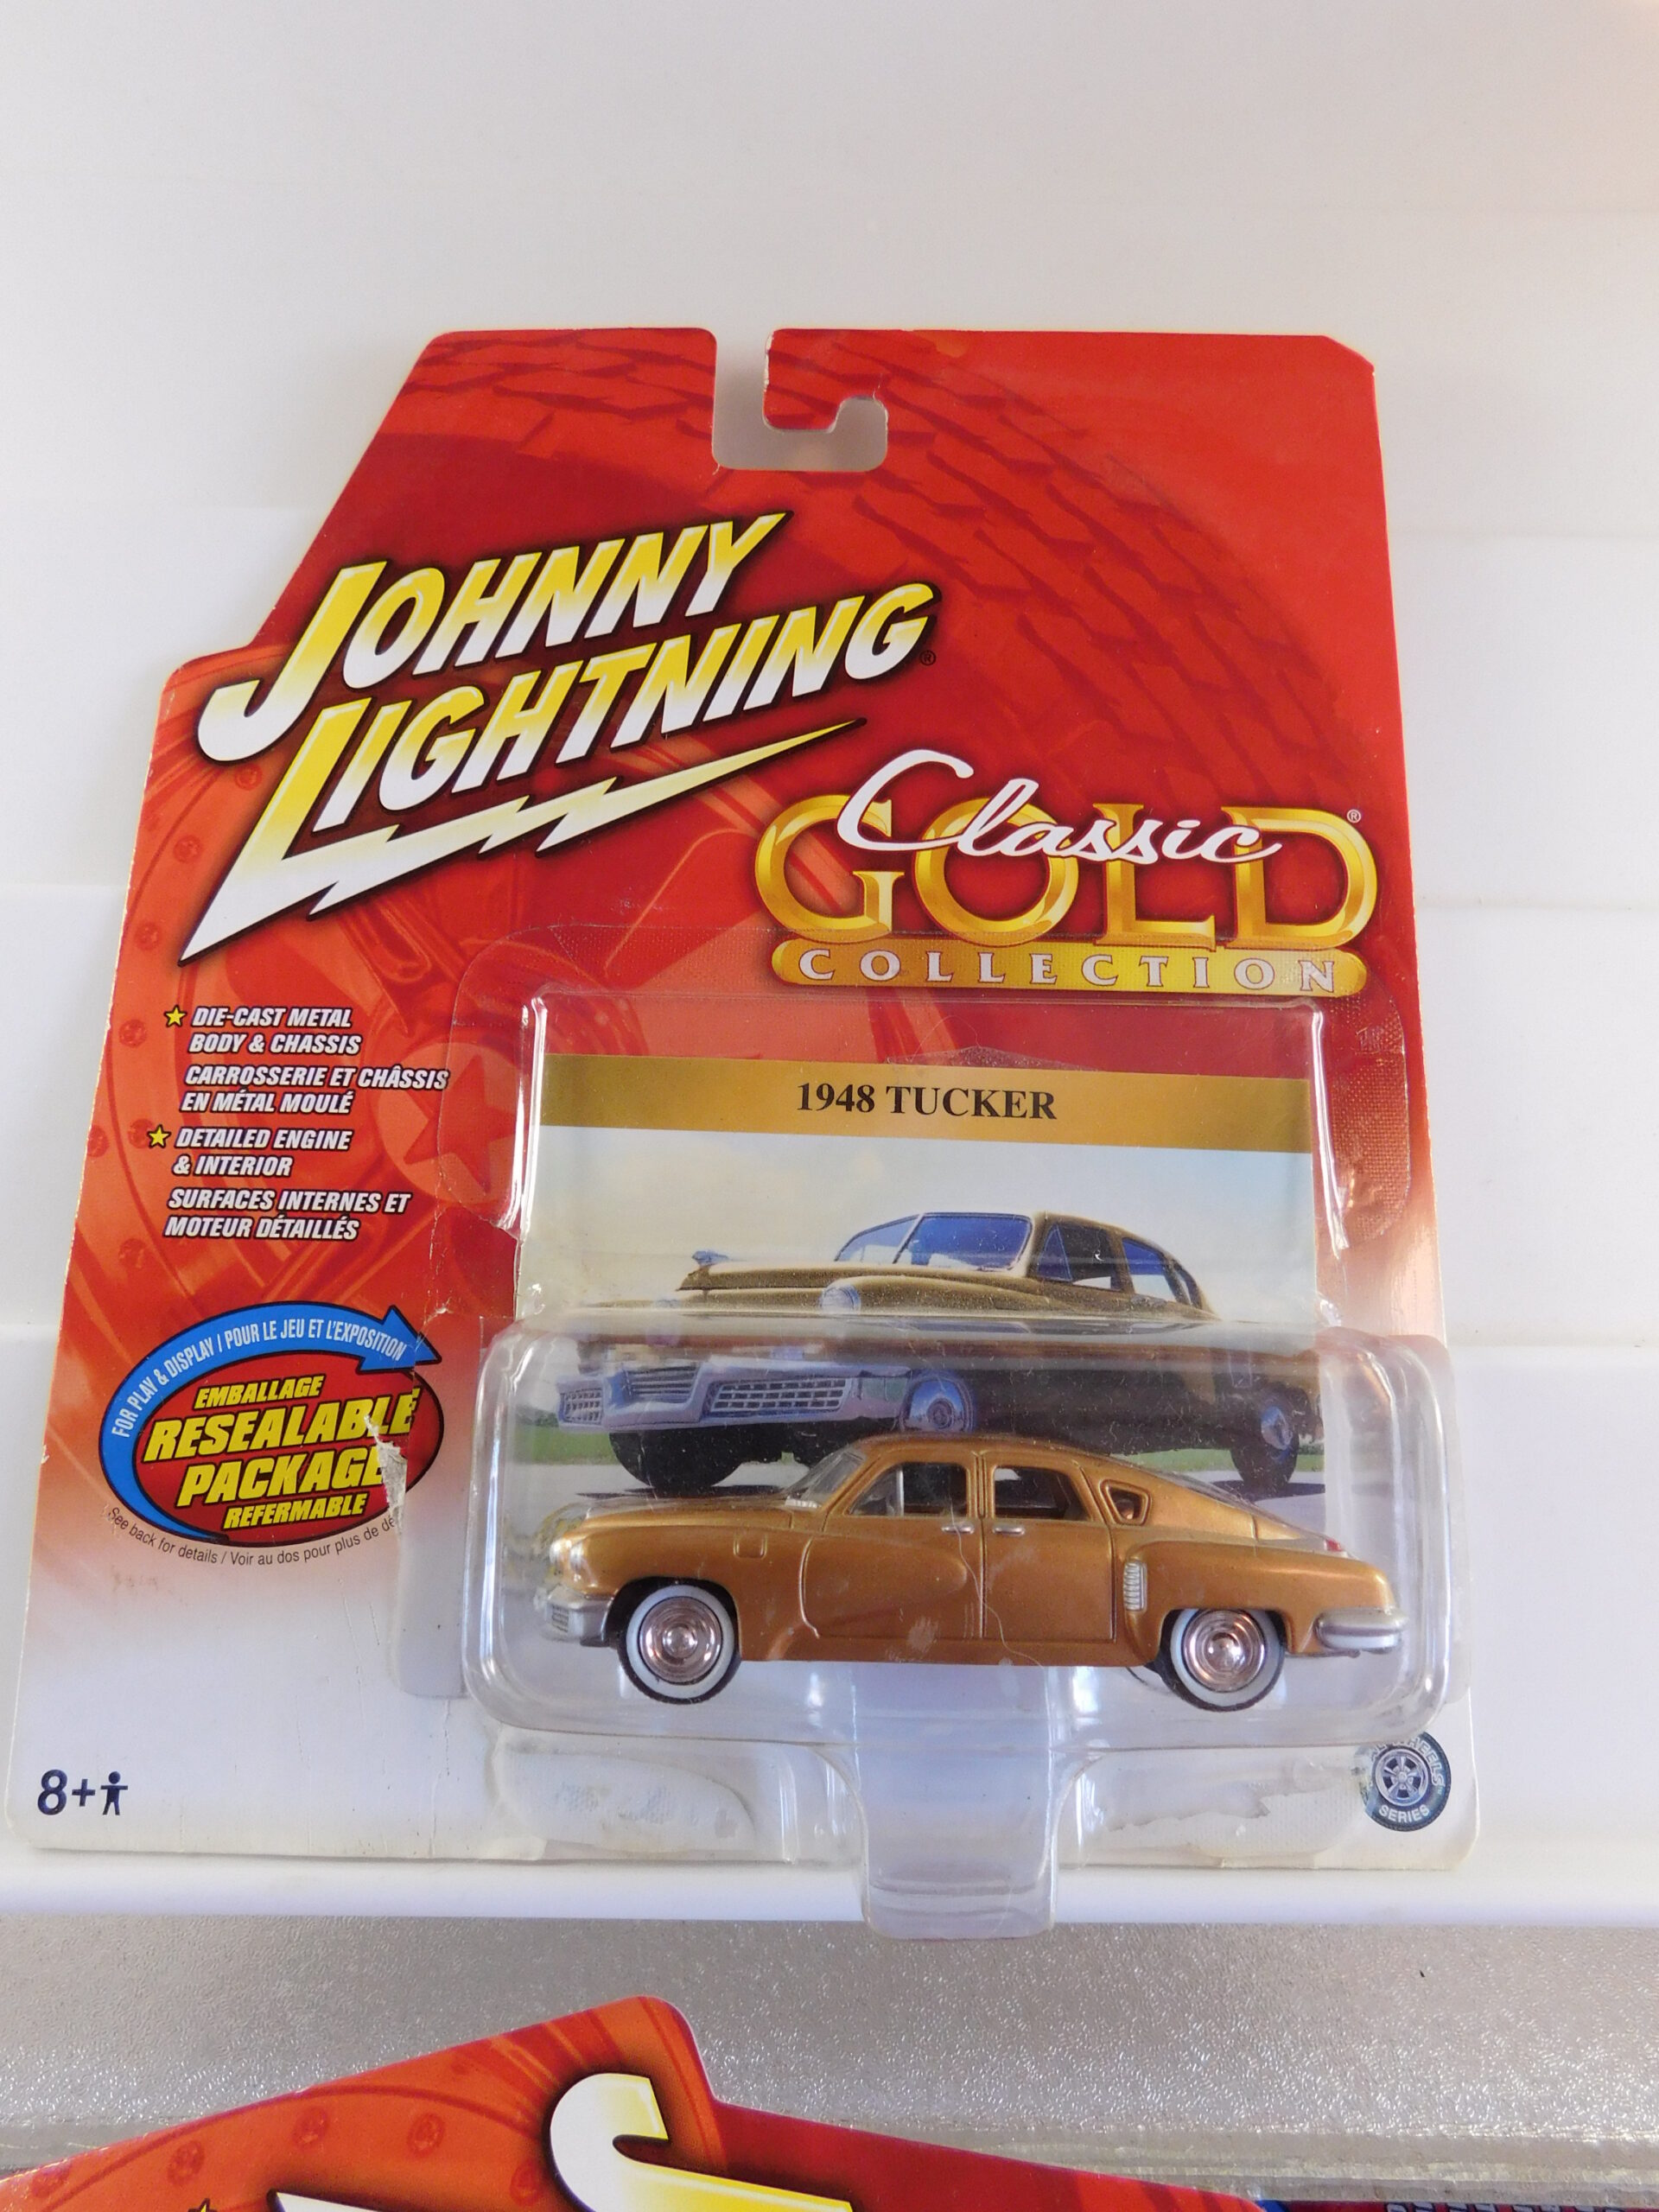 JOHNNY
LIGHTNING®
Classic
GOLD®
COLLECTION
★ DIE-CAST METAL
BODY & CHASSIS
CARROSSERIE ET CHÂSSIS
EN MÉTAL MOULÉ
★ DETAILED ENGINE
& INTERIOR
SURFACES INTERNES ET
MOTEUR DÉTAILLÉS
1948 TUCKER
FOR PLAY & DISPLAY / POUR LE JEU ET L'EXPOSITION
EMBALLAGE
RESEALABLE
PACKAGE
REFERMABLE
See back for details / Voir au dos pour plus de dé
8+
SERIES